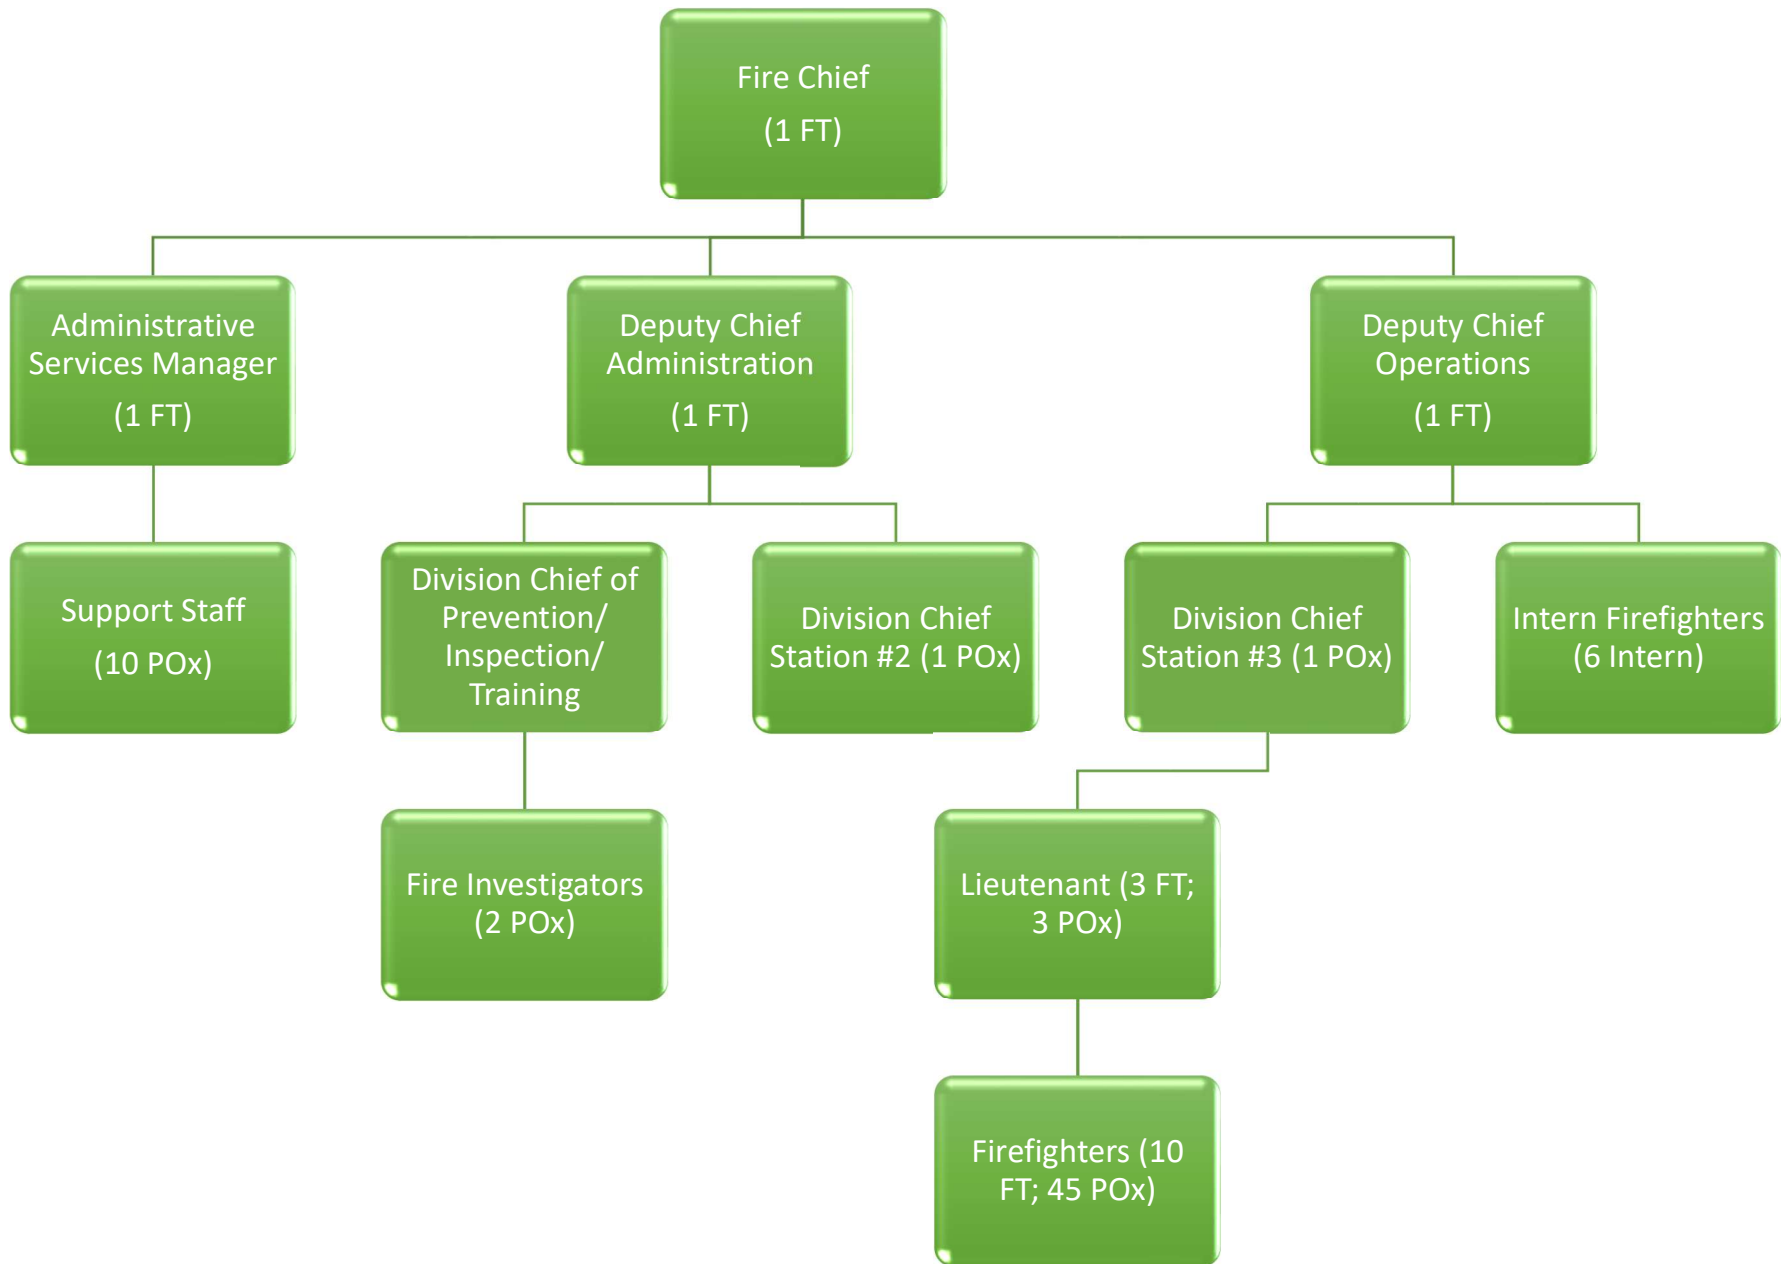 Fire Chief
(1 FT)
Administrative
Services Manager
(1 FT)
Deputy Chief
Administration
(1 FT)
Deputy Chief
Operations
(1 FT)
Support Staff
(10 POx)
Division Chief of
Prevention/
Inspection/
Training
Division Chief
Station #2 (1 POx)
Division Chief
Station #3 (1 POx)
Intern Firefighters
(6 Intern)
Fire Investigators
(2 POx)
Lieutenant (3 FT;
3 POx)
Firefighters (10
FT; 45 POx)